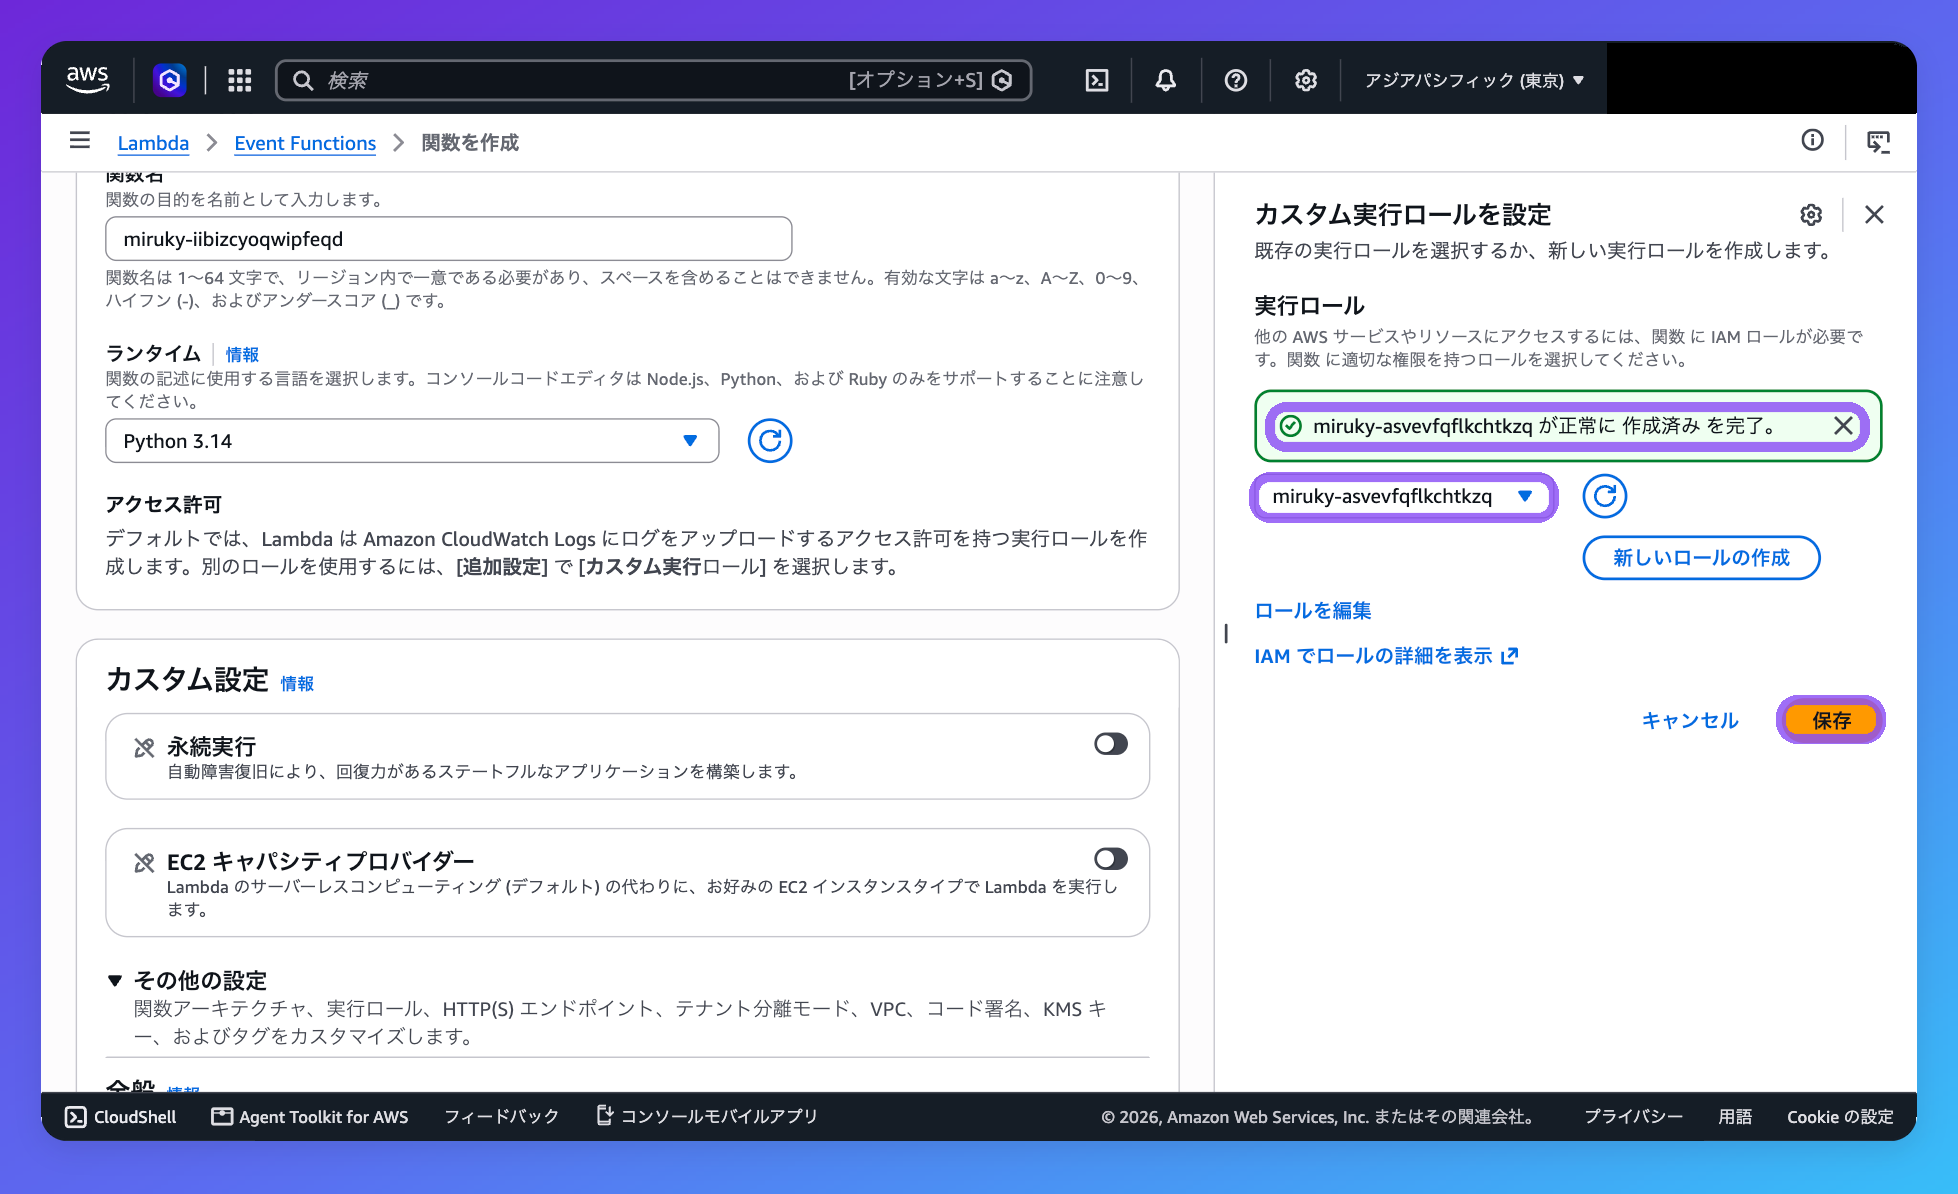 aws
検索
[オプション+S]
アジアパシフィック (東京) ▼
Lambda
Event Functions
関数を作成
関数名
関数の目的を名前として入力します。
miruky-iibizcyoqwipfeqd
関数名は 1～64 文字で、リージョン内で一意である必要があり、スペースを含めることはできません。有効な文字は a～z、A～Z、0～9、
ハイフン (-)、およびアンダースコア (_) です。
ランタイム
情報
関数の記述に使用する言語を選択します。コンソールコードエディタは Node.js、Python、および Ruby のみをサポートすることに注意し
てください。
Python 3.14
アクセス許可
デフォルトでは、Lambda は Amazon CloudWatch Logs にログをアップロードするアクセス許可を持つ実行ロールを作
成します。別のロールを使用するには、[追加設定] で [カスタム実行ロール] を選択します。
カスタム設定
情報
永続実行
自動障害復旧により、回復力があるステートフルなアプリケーションを構築します。
EC2 キャパシティプロバイダー
Lambda のサーバーレスコンピューティング (デフォルト) の代わりに、お好みの EC2 インスタンスタイプで Lambda を実行し
ます。
▼ その他の設定
関数アーキテクチャ、実行ロール、HTTP(S) エンドポイント、テナント分離モード、VPC、コード署名、KMS キ
ー、およびタグをカスタマイズします。
全般
情報
カスタム実行ロールを設定
既存の実行ロールを選択するか、新しい実行ロールを作成します。
実行ロール
他の AWS サービスやリソースにアクセスするには、関数 に IAM ロールが必要で
す。関数 に適切な権限を持つロールを選択してください。
miruky-asvevfqflkchtkzq が正常に 作成済み を完了。
miruky-asvevfqflkchtkzq
新しいロールの作成
ロールを編集
IAM でロールの詳細を表示
キャンセル
保存
CloudShell
Agent Toolkit for AWS
フィードバック
コンソールモバイルアプリ
© 2026, Amazon Web Services, Inc. またはその関連会社。
プライバシー
用語
Cookie の設定